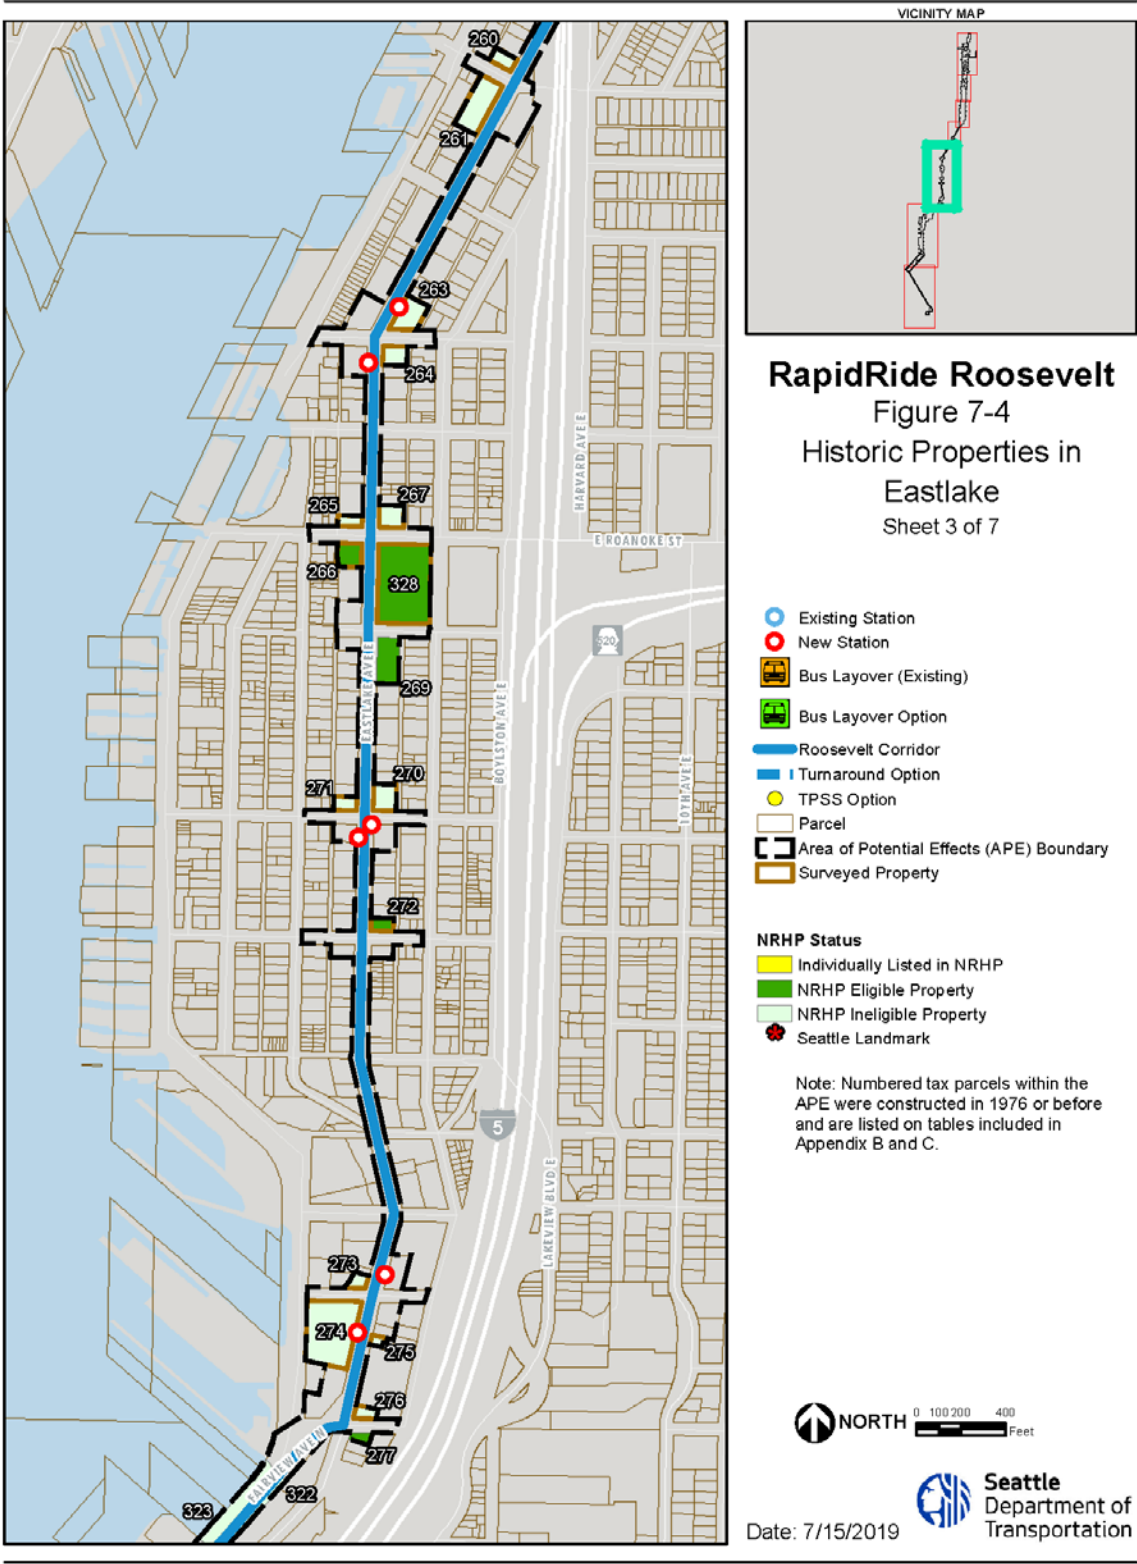 VICINITY MAP
RapidRide Roosevelt
Figure 7-4
Historic Properties in
Eastlake
Sheet 3 of 7
Existing Station
New Station
Bus Layover (Existing)
Bus Layover Option
Roosevelt Corridor
Turnaround Option
TPSS Option
Parcel
Area of Potential Effects (APE) Boundary
Surveyed Property
NRHP Status
Individually Listed in NRHP
NRHP Eligible Property
NRHP Ineligible Property
Seattle Landmark
Note: Numbered tax parcels within the
APE were constructed in 1976 or before
and are listed on tables included in
Appendix B and C.
NORTH
0 100 200 400
Feet
Date: 7/15/2019
Seattle
Department of
Transportation
260
261
263
264
HARVARD AVE E
267
265
E ROANOKE ST
266
328
520
EASTLAKE AVE E
269
BOYLSTON AVE E
10TH AVE E
270
271
272
5
LAKEVIEW BLVD E
273
274
275
276
277
FAIRVIEW AVE N
322
323